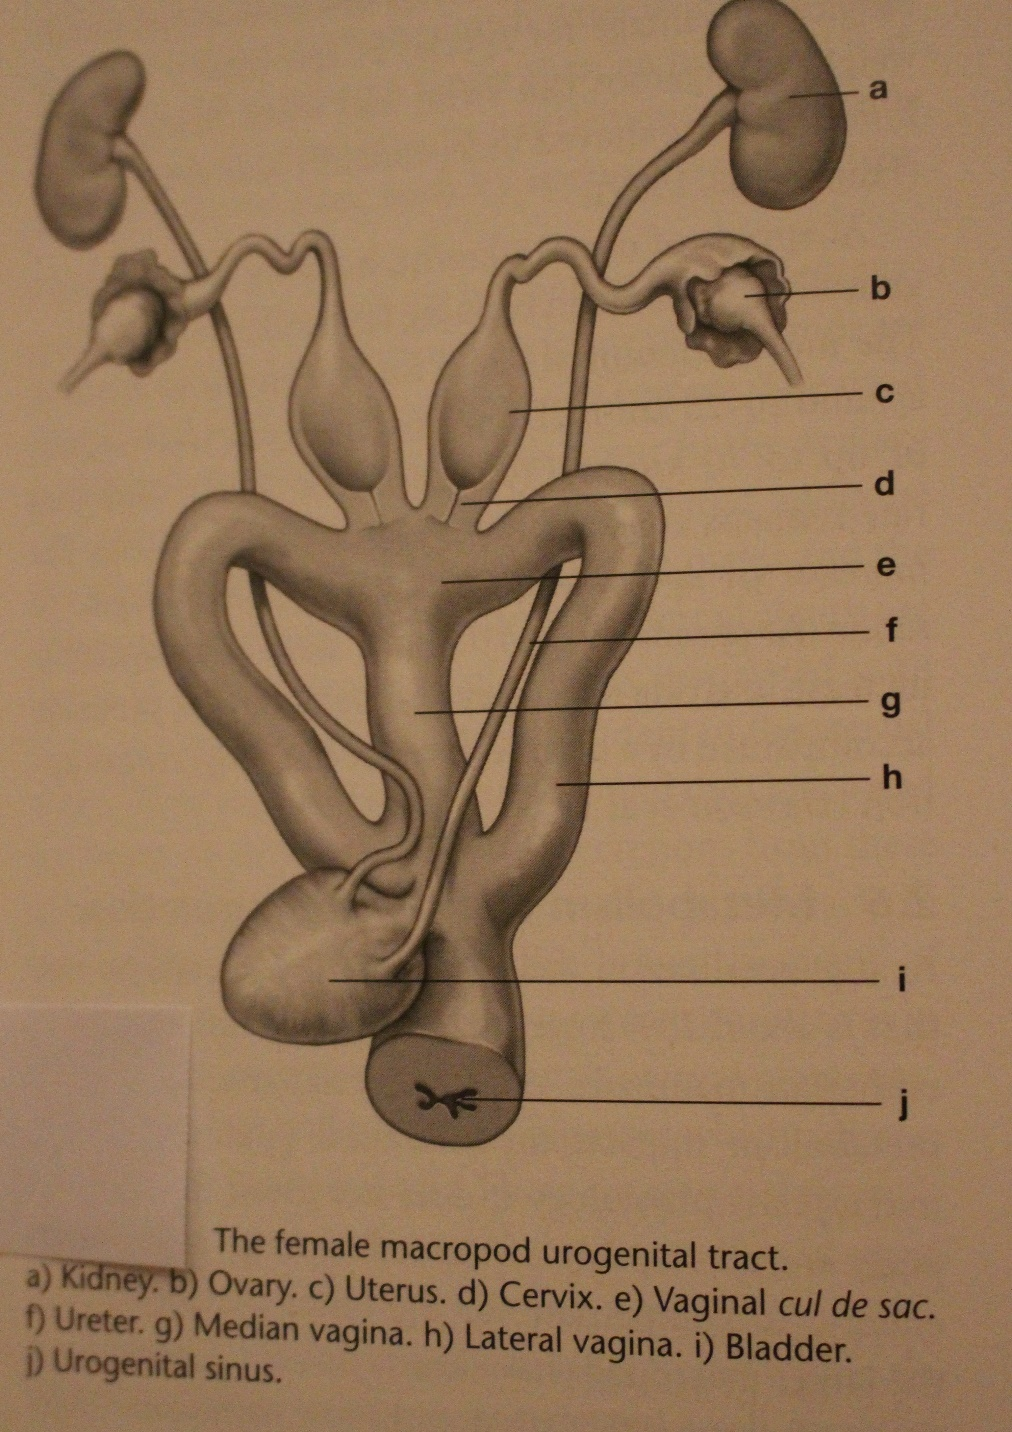 a
b
c
d
e
f
g
h
i
j
The female macropod urogenital tract.
a) Kidney. b) Ovary. c) Uterus. d) Cervix. e) Vaginal cul de sac.
f) Ureter. g) Median vagina. h) Lateral vagina. i) Bladder.
j) Urogenital sinus.